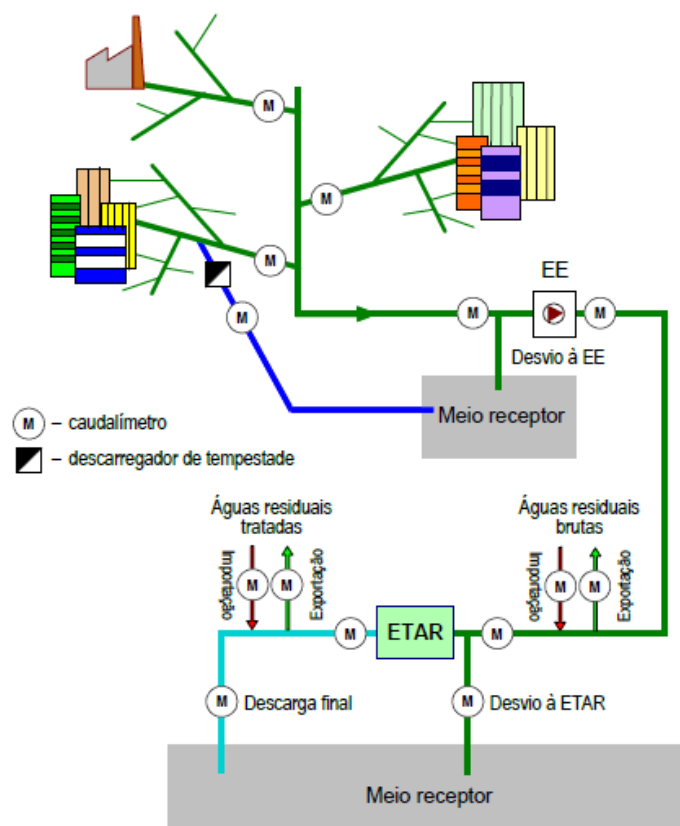 M
M
M
M
EE
M
M
Desvio à EE
Meio receptor
M – caudalímetro
– descarregador de tempestade
Águas residuais
tratadas
Águas residuais
brutas
Importação
M
M
Exportação
Importação
M
M
Exportação
M
ETAR
M
M
Descarga final
M
Desvio à ETAR
Meio receptor